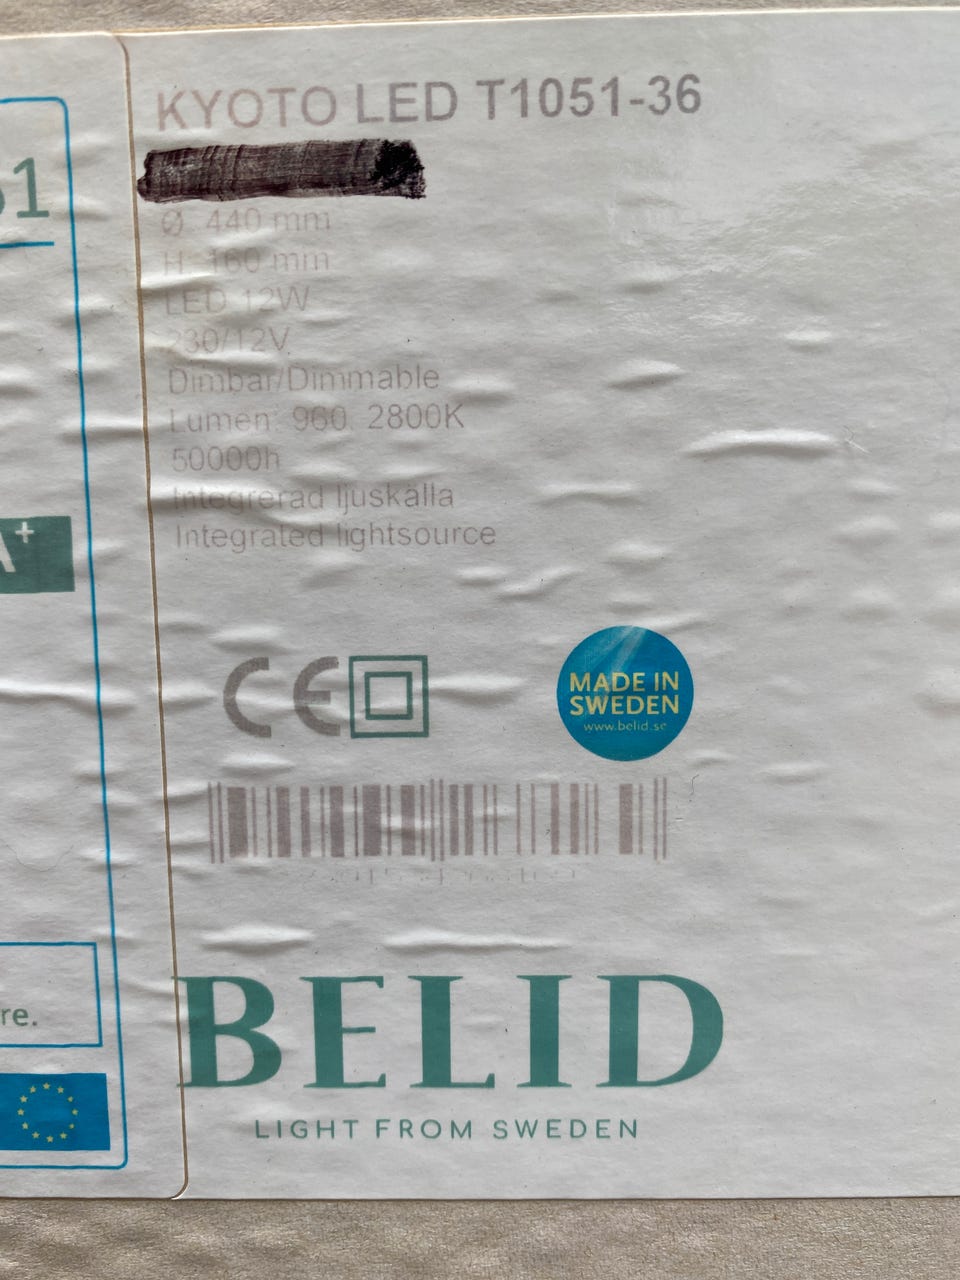 KYOTO LED T1051-36
Ø: 440 mm
H: 160 mm
LED 12W
230/12V
Dimbar/Dimmable
Lumen: 960. 2800K
50000h
Integrerad ljuskälla
Integrated lightsource
A+
CE
MADE IN
SWEDEN
www.belid.se
re.
BELID
LIGHT FROM SWEDEN